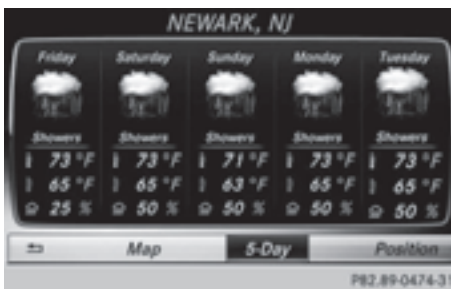 NEWARK, NJ
Friday Saturday Sunday Monday Tuesday
Showers Showers Showers Showers Showers
73 °F 73 °F 71 °F 73 °F 73 °F
65 °F 65 °F 63 °F 65 °F 65 °F
25 % 50 % 50 % 50 % 50 %
Map 5-Day Position
P82.89-0474-31